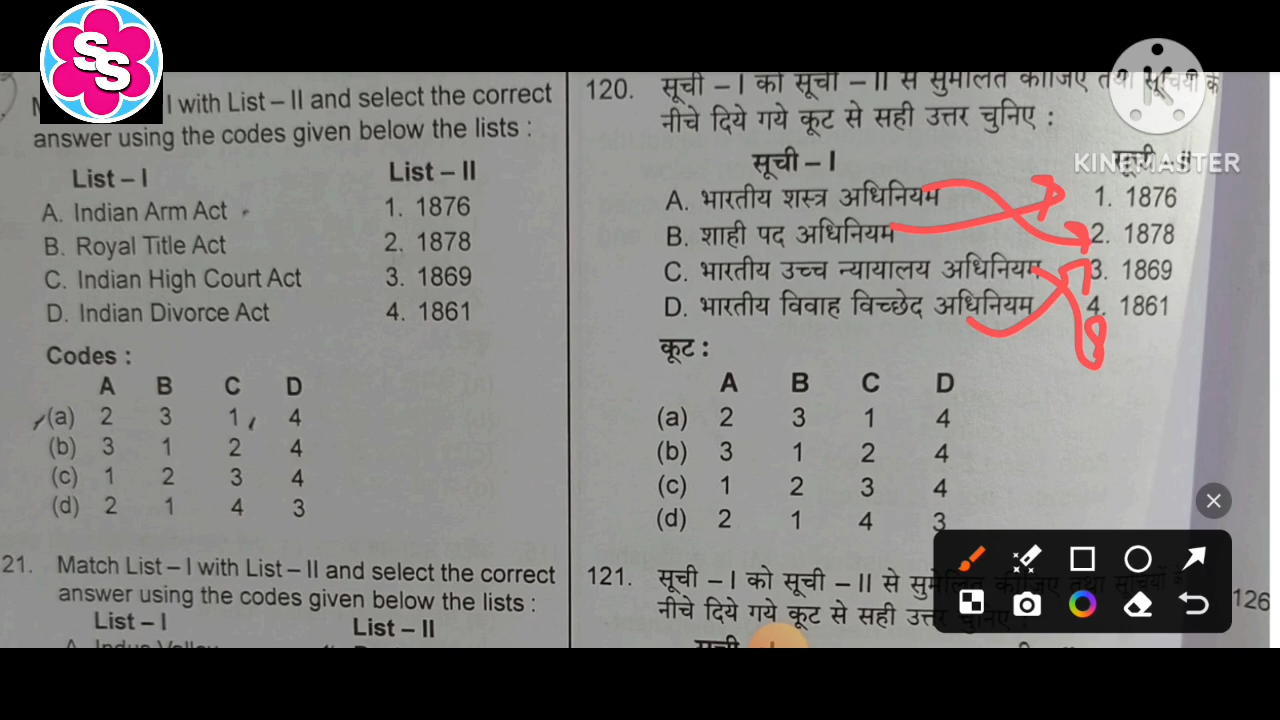 SS
I with List – II and select the correct
answer using the codes given below the lists :
List – I List – II
A. Indian Arm Act 1. 1876
B. Royal Title Act 2. 1878
C. Indian High Court Act 3. 1869
D. Indian Divorce Act 4. 1861
Codes :
A B C D
(a) 2 3 1 4
(b) 3 1 2 4
(c) 1 2 3 4
(d) 2 1 4 3
21. Match List – I with List – II and select the correct
answer using the codes given below the lists :
List – I List – II
120. सूची – I को सूची – II से सुमेलित कीजिए तथा सूचियों के
नीचे दिये गये कूट से सही उत्तर चुनिए :
सूची – I सूची – II
KINEMASTER
A. भारतीय शस्त्र अधिनियम 1. 1876
B. शाही पद अधिनियम 2. 1878
C. भारतीय उच्च न्यायालय अधिनियम 3. 1869
D. भारतीय विवाह विच्छेद अधिनियम 4. 1861
कूट :
A B C D
(a) 2 3 1 4
(b) 3 1 2 4
(c) 1 2 3 4
(d) 2 1 4 3
121. सूची – I को सूची – II से सुमेलित कीजिए तथा सूचियों के
नीचे दिये गये कूट से सही उत्तर चुनिए :
126